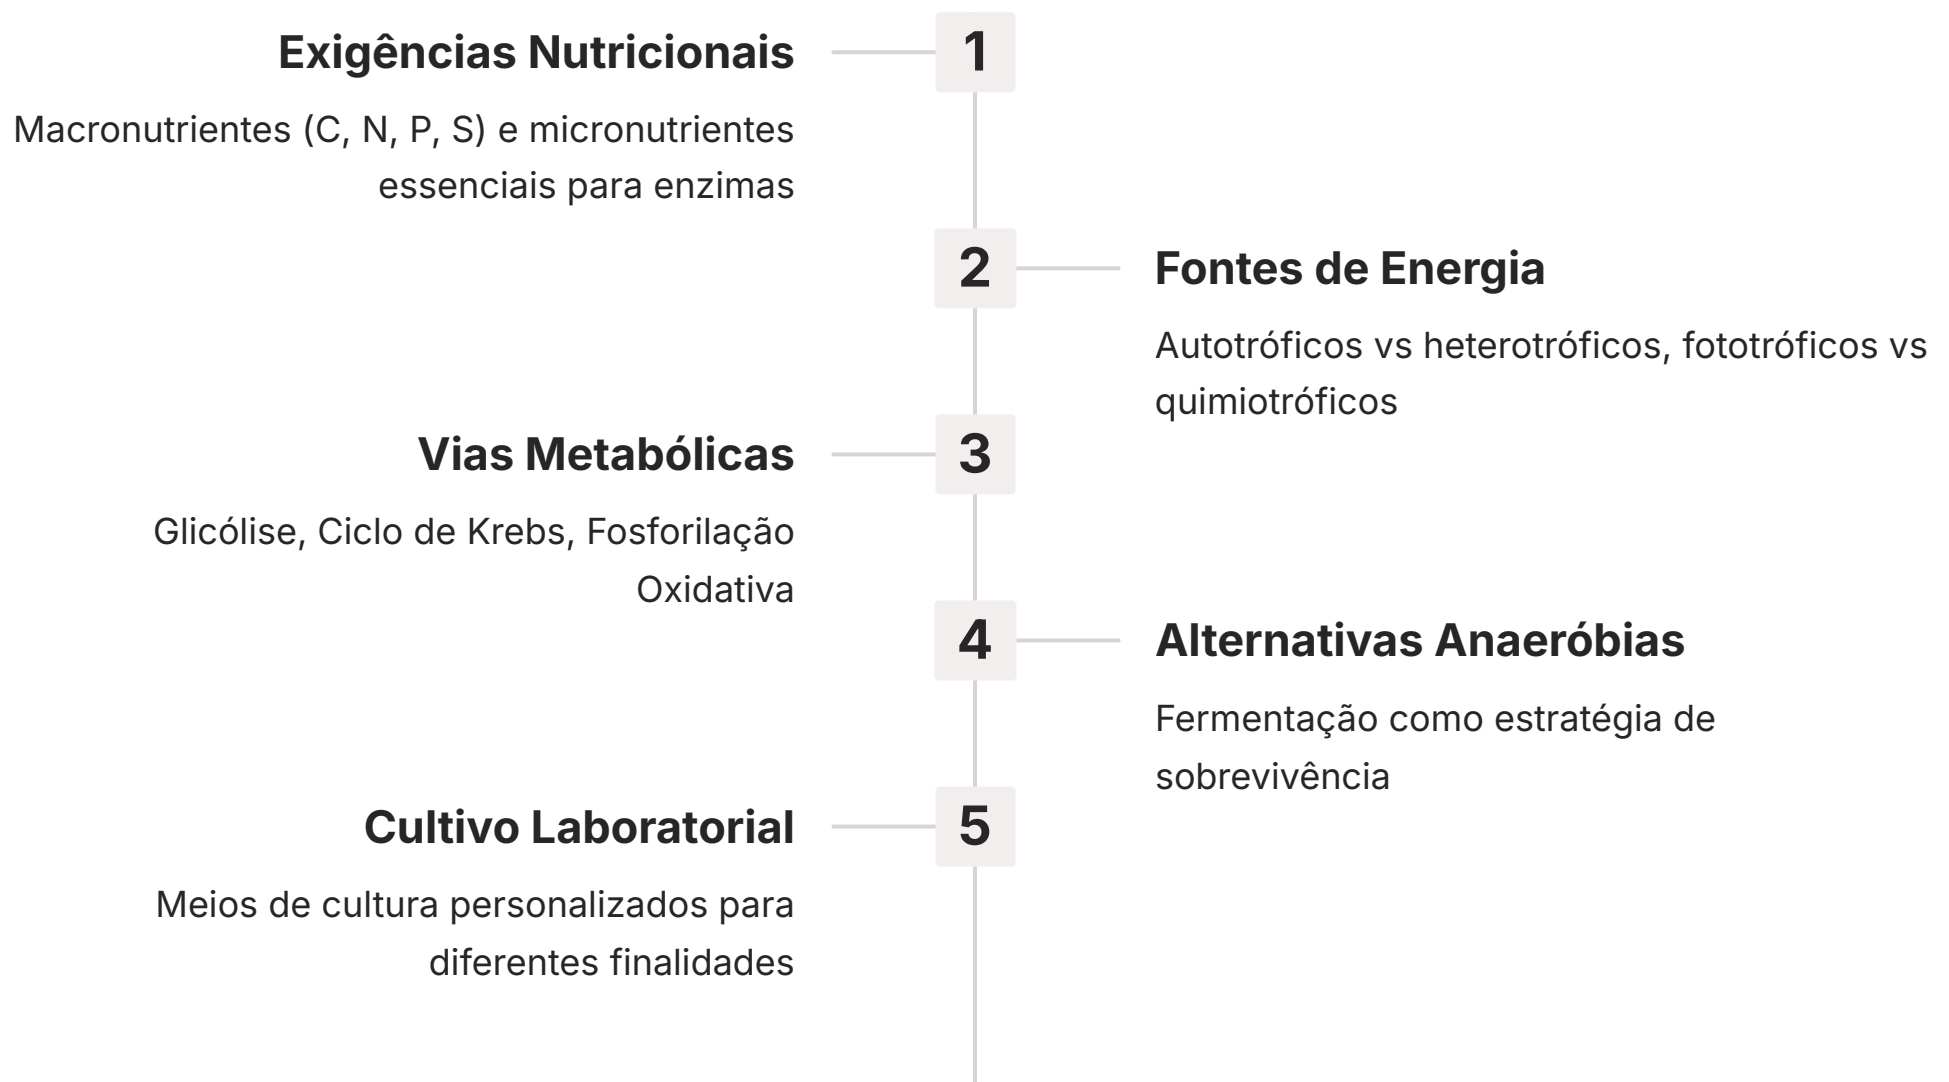 Exigências Nutricionais
1
Macronutrientes (C, N, P, S) e micronutrientes
essenciais para enzimas
2
Fontes de Energia
Autotróficos vs heterotróficos, fototróficos vs
quimiotróficos
Vias Metabólicas
3
Glicólise, Ciclo de Krebs, Fosforilação
Oxidativa
4
Alternativas Anaeróbias
Fermentação como estratégia de
sobrevivência
Cultivo Laboratorial
5
Meios de cultura personalizados para
diferentes finalidades